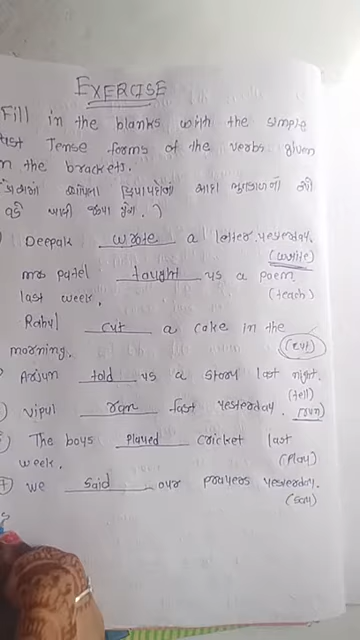 EXERCISE
Fill in the blanks with the simple
ast Tense forms of the verbs given
n the brackets.
Deepak wrote a letter yesterday.
(write)
mrs patel taught us a poem
last week. (teach)
Rahul cut a cake in the
morning. (cut)
Arjun told us a story last night.
(tell)
Vipul ran fast yesterday. (run)
The boys played cricket last
week. (Play)
7 we said our prayers yesterday.
(say)